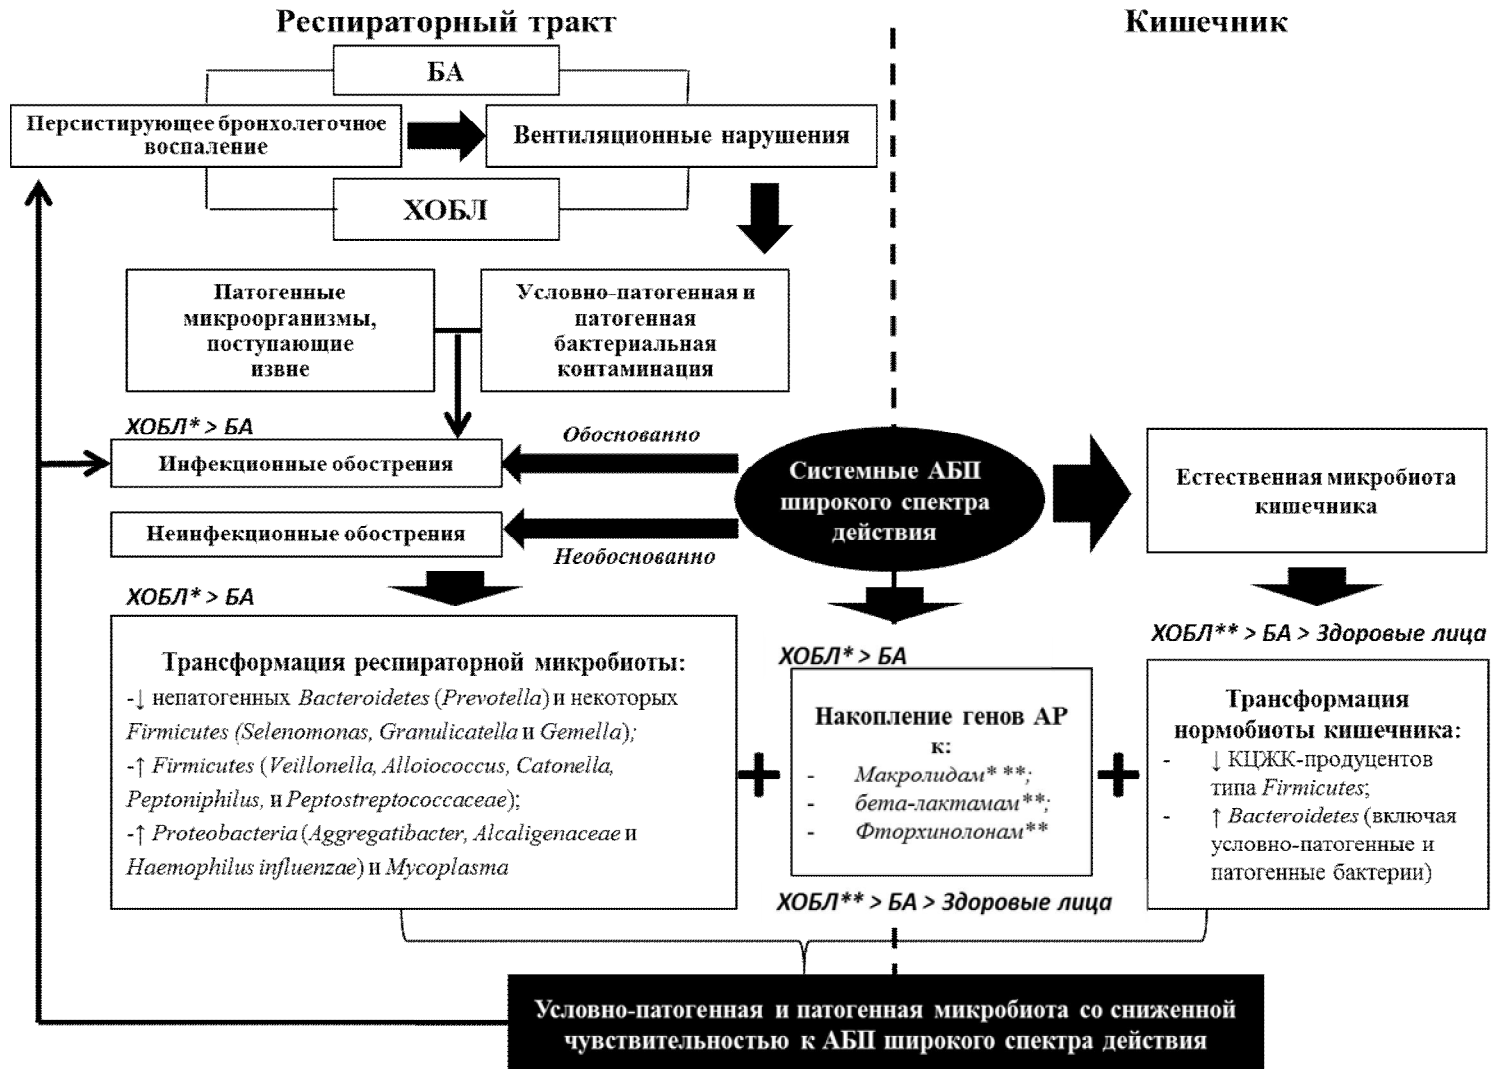 Респираторный тракт
Кишечник
БА
Персистирующее бронхолегочное
воспаление
Вентиляционные нарушения
ХОБЛ
Патогенные
микроорганизмы,
поступающие
извне
Условно-патогенная и
патогенная
бактериальная
контаминация
ХОБЛ* > БА
Инфекционные обострения
Обоснованно
Неинфекционные обострения
Необоснованно
Системные АБП
широкого спектра
действия
Естественная микробиота
кишечника
ХОБЛ* > БА
Трансформация респираторной микробиоты:
-↓ непатогенных Bacteroidetes (Prevotella) и некоторых
Firmicutes (Selenomonas, Granulicatella и Gemella);
-↑ Firmicutes (Veillonella, Alloiococcus, Catonella,
Peptoniphilus, и Peptostreptococcaceae);
-↑ Proteobacteria (Aggregatibacter, Alcaligenaceae и
Haemophilus influenzae) и Mycoplasma
+
ХОБЛ* > БА
Накопление генов АР
к:
- Макролидам* **;
- бета-лактамам**;
- Фторхинолонам**
ХОБЛ** > БА > Здоровые лица
+
ХОБЛ** > БА > Здоровые лица
Трансформация
нормобиоты кишечника:
- ↓ КЦЖК-продуцентов
типа Firmicutes;
- ↑ Bacteroidetes (включая
условно-патогенные и
патогенные бактерии)
Условно-патогенная и патогенная микробиота со сниженной
чувствительностью к АБП широкого спектра действия